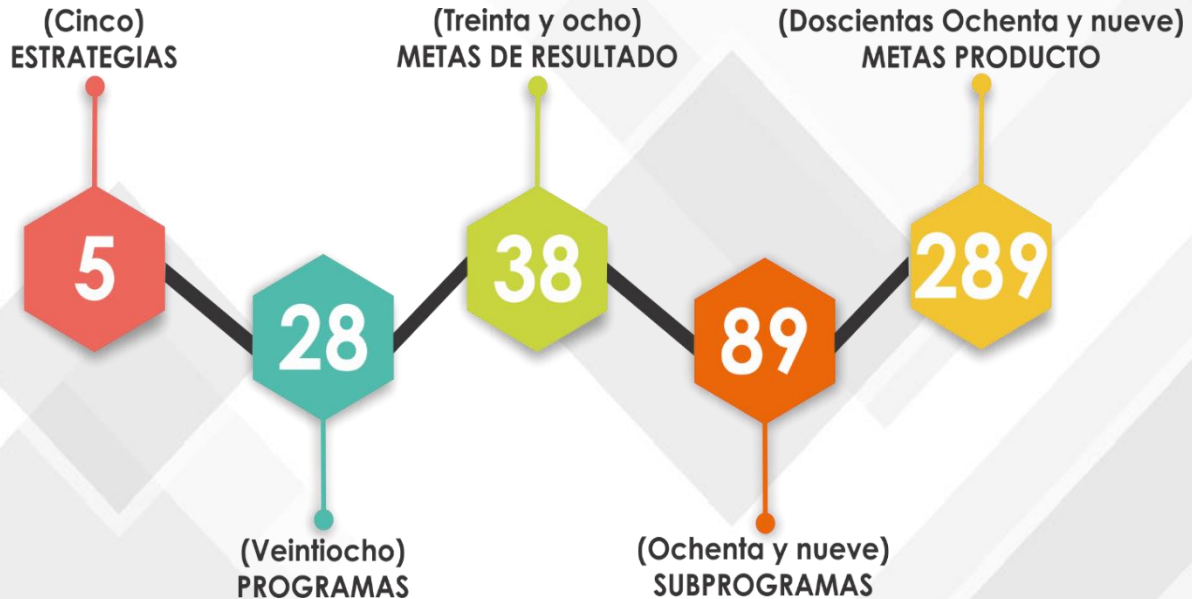 (Cinco)
ESTRATEGIAS
(Treinta y ocho)
METAS DE RESULTADO
(Doscientas Ochenta y nueve)
METAS PRODUCTO
5
28
38
89
289
(Veintiocho)
PROGRAMAS
(Ochenta y nueve)
SUBPROGRAMAS